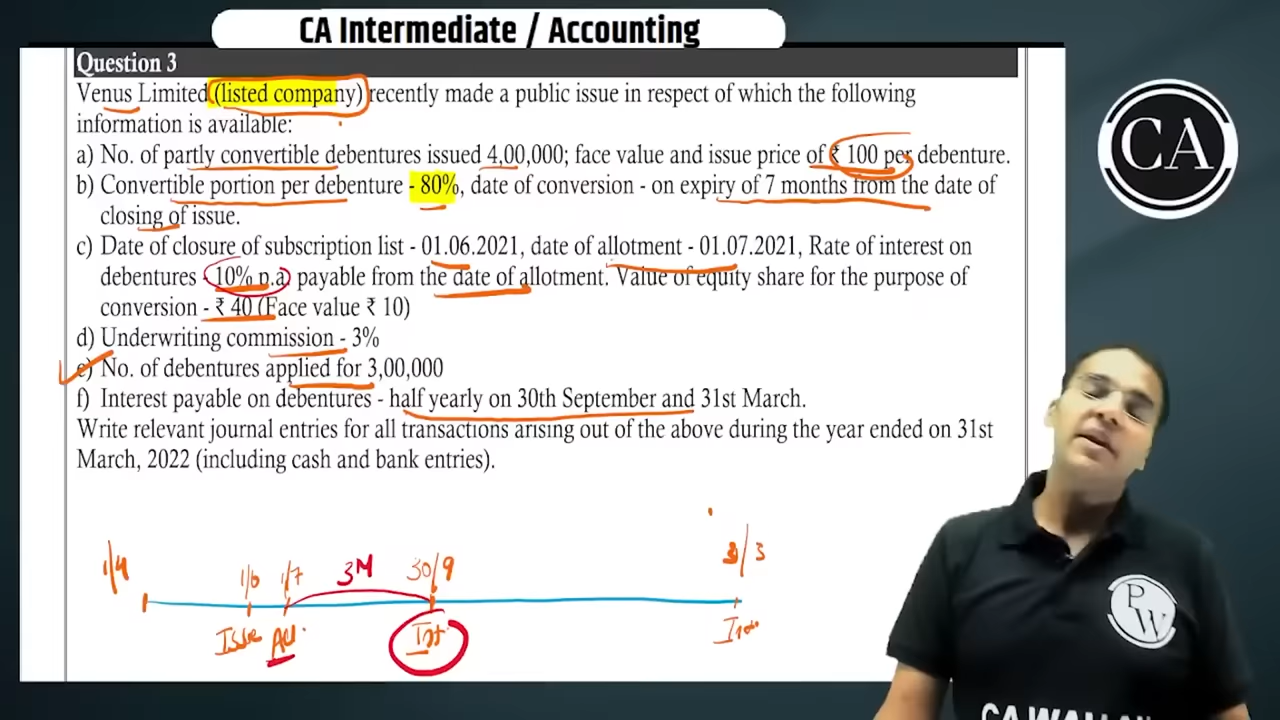 CA Intermediate / Accounting
Question 3
Venus Limited (listed company) recently made a public issue in respect of which the following
information is available:
a) No. of partly convertible debentures issued 4,00,000; face value and issue price of ₹ 100 per debenture.
b) Convertible portion per debenture - 80%, date of conversion - on expiry of 7 months from the date of
closing of issue.
c) Date of closure of subscription list - 01.06.2021, date of allotment - 01.07.2021, Rate of interest on
debentures 10% p.a. payable from the date of allotment. Value of equity share for the purpose of
conversion - ₹ 40 (Face value ₹ 10)
d) Underwriting commission - 3%
e) No. of debentures applied for 3,00,000
f) Interest payable on debentures - half yearly on 30th September and 31st March.
Write relevant journal entries for all transactions arising out of the above during the year ended on 31st
March, 2022 (including cash and bank entries).
1/4 1/6 1/7 3M 30/9 31/3
Issue All. Int Int
CA
PW